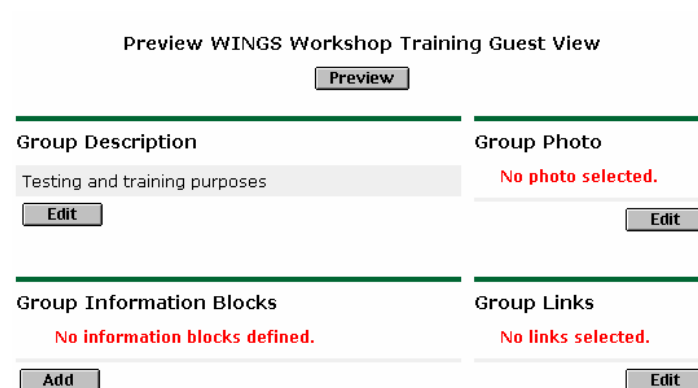 Preview WINGS Workshop Training Guest View
Preview
Group Description
Testing and training purposes
Edit
Group Photo
No photo selected.
Edit
Group Information Blocks
No information blocks defined.
Add
Group Links
No links selected.
Edit